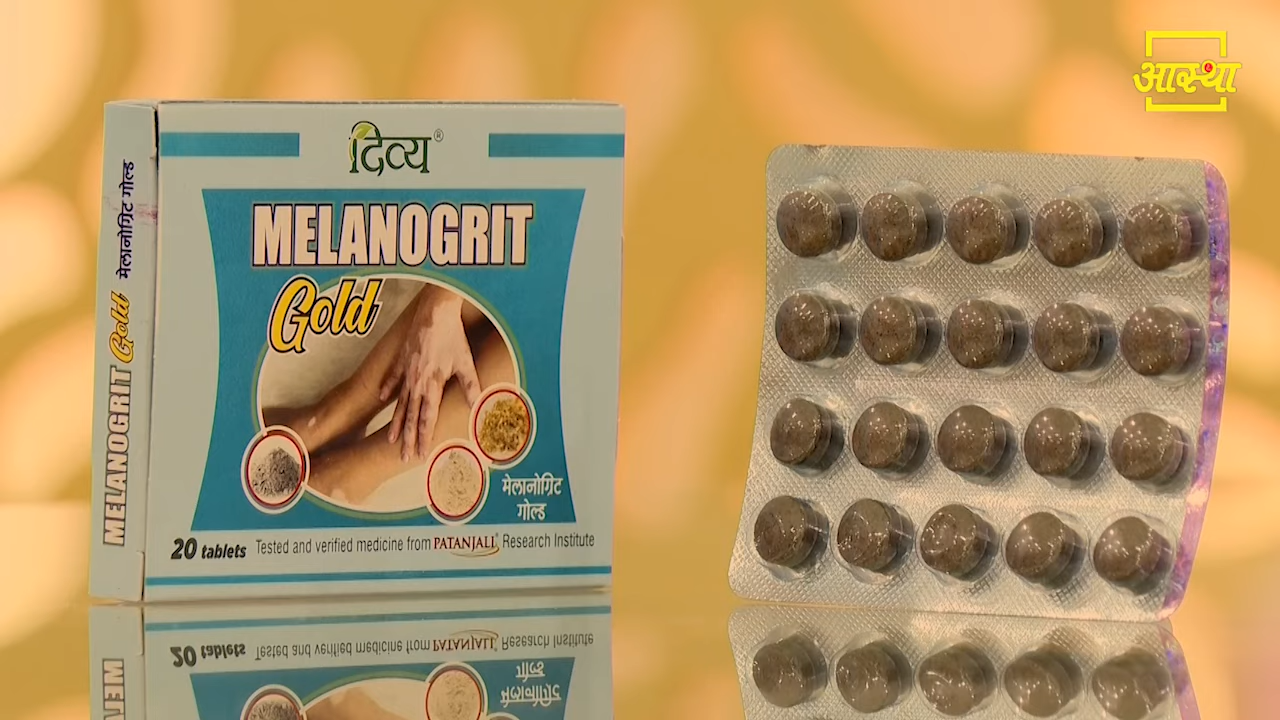 आस्था
दिव्य®
MELANOGRIT
Gold
मेलानोग्रिट
गोल्ड
20 tablets Tested and verified medicine from PATANJALI® Research Institute
MELANOGRIT Gold मेलानोग्रिट गोल्ड